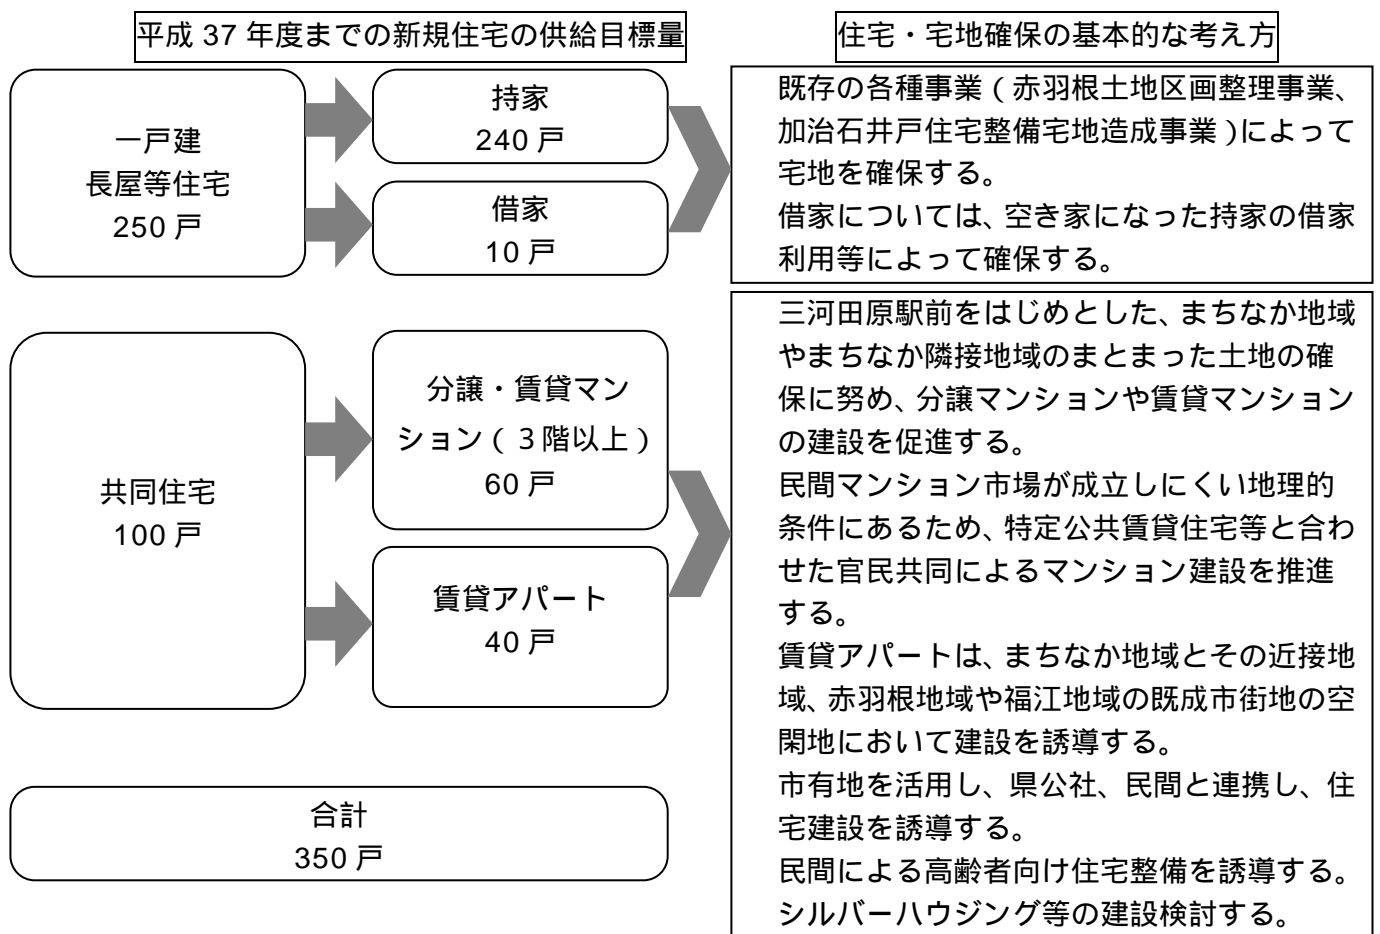 平成 37 年度までの新規住宅の供給目標量
住宅・宅地確保の基本的な考え方
一戸建
長屋等住宅
250 戸
持家
240 戸
借家
10 戸
既存の各種事業（赤羽根土地区画整理事業、
加治石井戸住宅整備宅地造成事業）によって
宅地を確保する。
借家については、空き家になった持家の借家
利用等によって確保する。
共同住宅
100 戸
分譲・賃貸マン
ション（３階以上）
60 戸
賃貸アパート
40 戸
三河田原駅前をはじめとした、まちなか地域
やまちなか隣接地域のまとまった土地の確
保に努め、分譲マンションや賃貸マンション
の建設を促進する。
民間マンション市場が成立しにくい地理的
条件にあるため、特定公共賃貸住宅等と合わ
せた官民共同によるマンション建設を推進
する。
賃貸アパートは、まちなか地域とその近接地
域、赤羽根地域や福江地域の既成市街地の空
閑地において建設を誘導する。
市有地を活用し、県公社、民間と連携し、住
宅建設を誘導する。
民間による高齢者向け住宅整備を誘導する。
シルバーハウジング等の建設検討する。
合計
350 戸